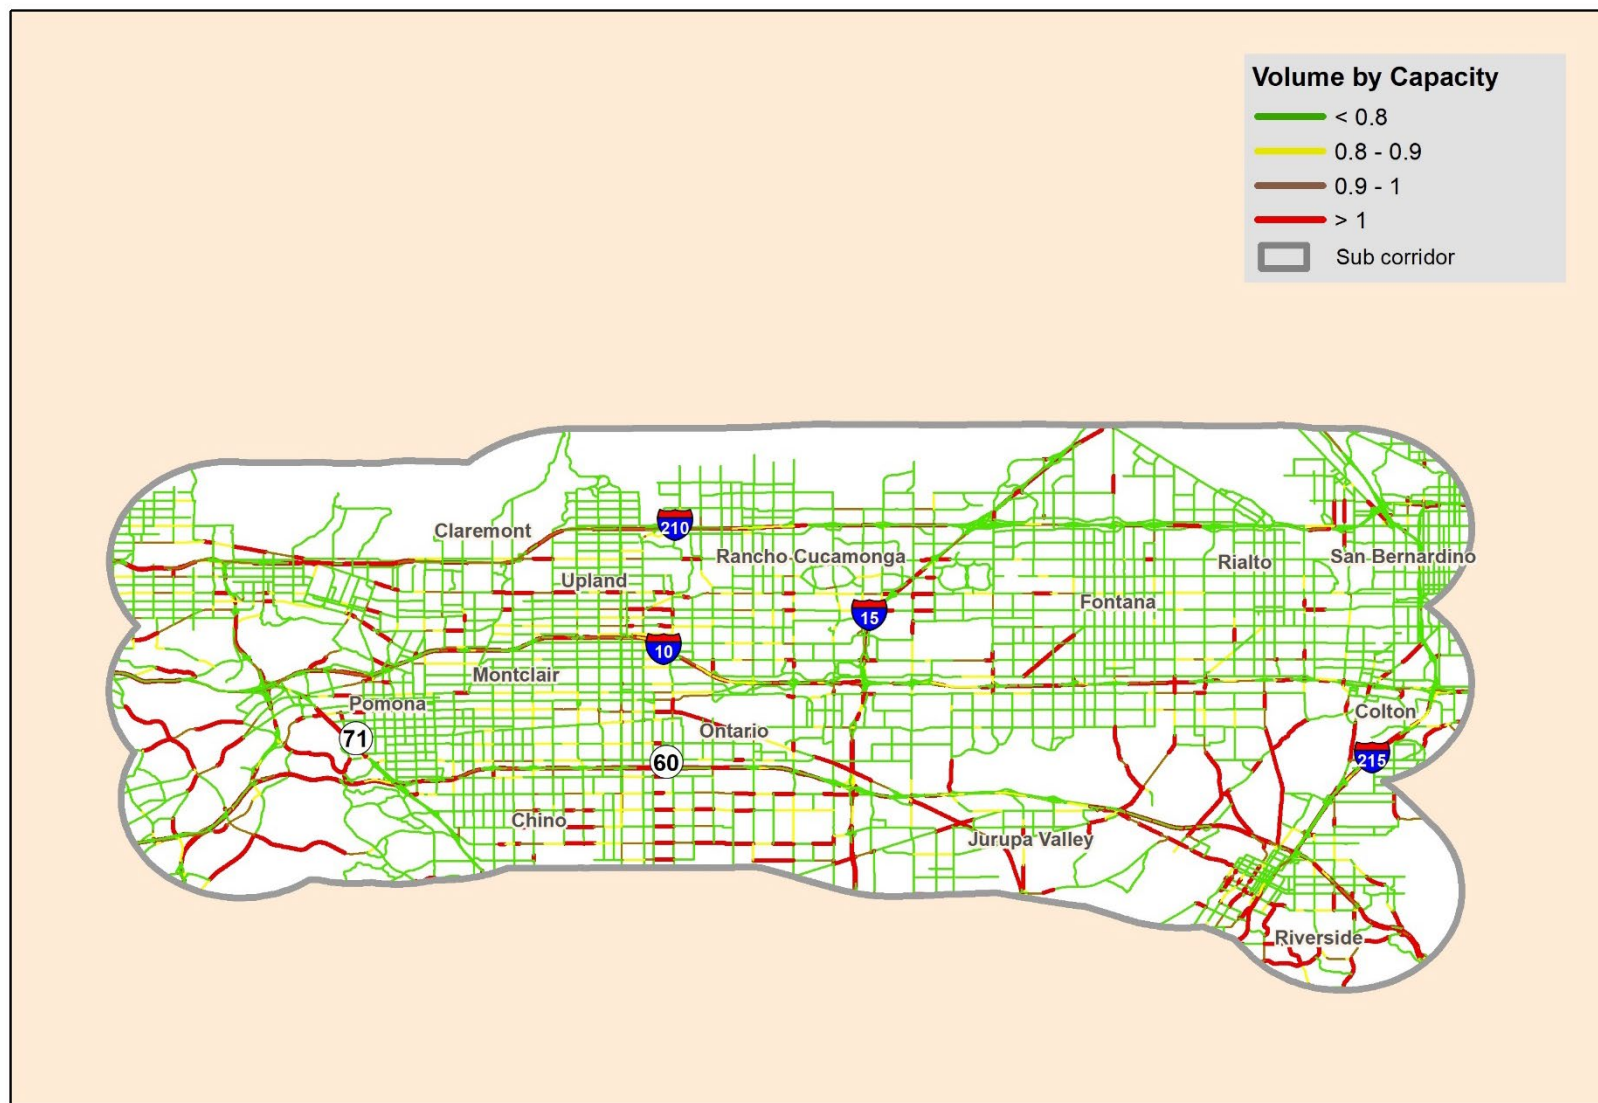 Volume by Capacity
< 0.8
0.8 - 0.9
0.9 - 1
> 1
Sub corridor
210
Claremont
Rancho Cucamonga
San Bernardino
Rialto
Upland
Fontana
15
10
Montclair
Pomona
Colton
71
Ontario
60
215
Chino
Jurupa Valley
Riverside